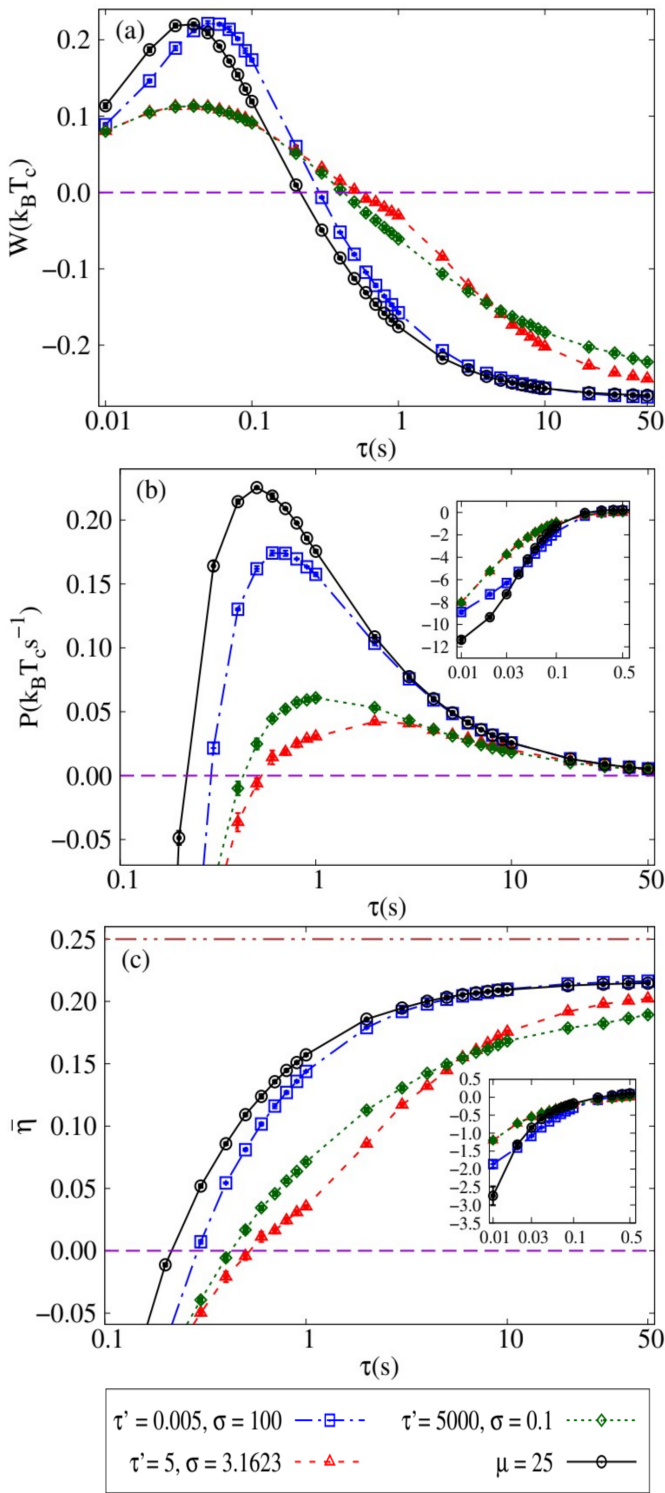 (a)
W(k_BT_c)
0.2
0.1
0.0
−0.1
−0.2
0.01 0.1 1 10 50
τ(s)
(b)
P(k_BT_cs⁻¹)
0.20
0.15
0.10
0.05
0.00
−0.05
0.1 1 10 50
τ(s)
0
−2
−4
−6
−8
−10
−12
0.01 0.03 0.1 0.5
(c)
η̄
0.25
0.20
0.15
0.10
0.05
0.00
−0.05
0.1 1 10 50
τ(s)
0.5
0.0
−0.5
−1.0
−1.5
−2.0
−2.5
−3.0
−3.5
0.01 0.03 0.1 0.5
τ' = 0.005, σ = 100
τ' = 5000, σ = 0.1
τ' = 5, σ = 3.1623
μ = 25